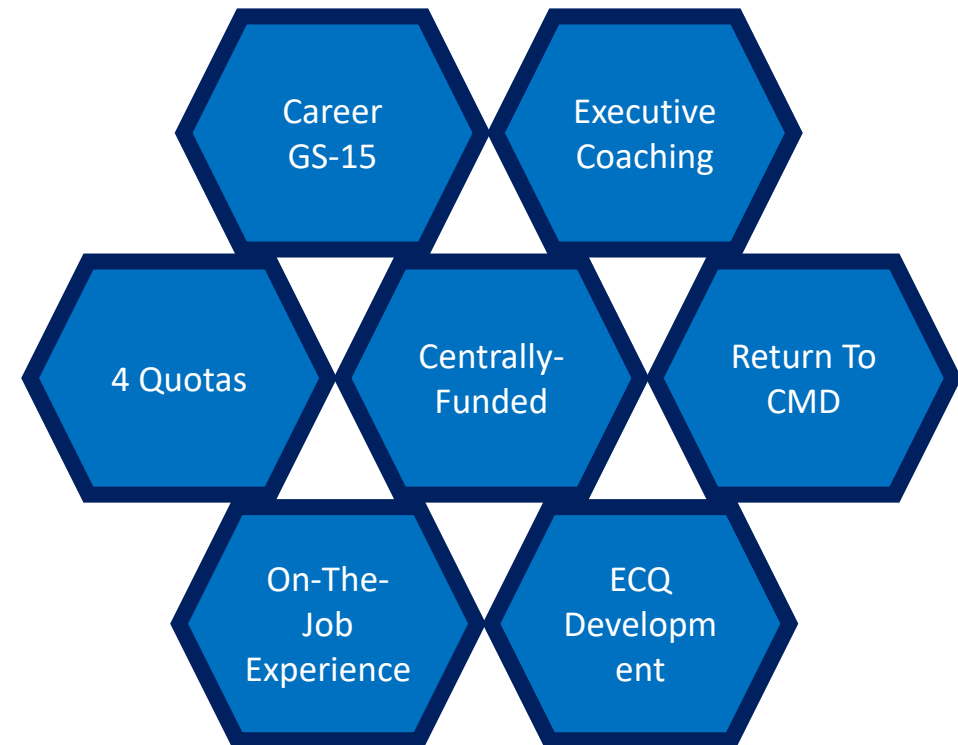 Career
GS-15
Executive
Coaching
4 Quotas
Centrally-
Funded
Return To
CMD
On-The-
Job
Experience
ECQ
Developm
ent